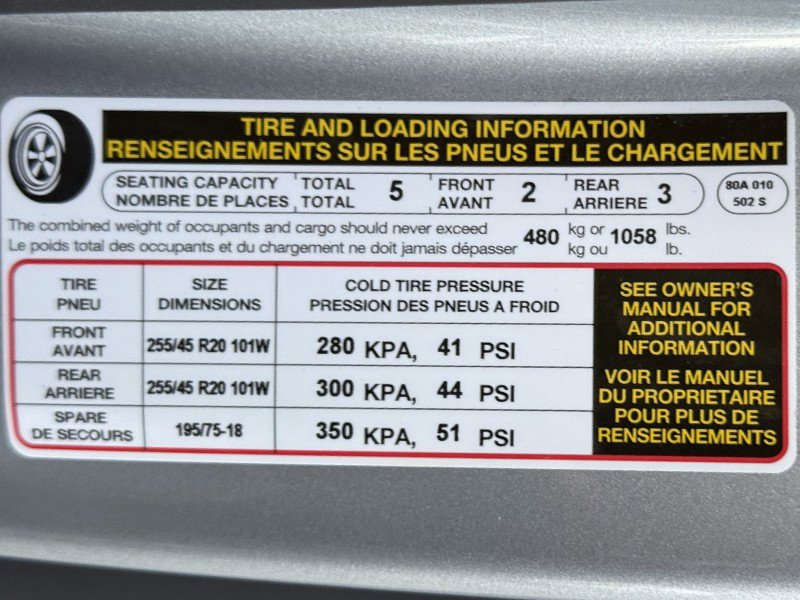 TIRE AND LOADING INFORMATION
RENSEIGNEMENTS SUR LES PNEUS ET LE CHARGEMENT
SEATING CAPACITY TOTAL 5 FRONT 2 REAR 3
NOMBRE DE PLACES TOTAL AVANT ARRIERE
80A 010
502 S
The combined weight of occupants and cargo should never exceed 480 kg or 1058 lbs.
Le poids total des occupants et du chargement ne doit jamais dépasser kg ou lb.
TIRE SIZE COLD TIRE PRESSURE
PNEU DIMENSIONS PRESSION DES PNEUS A FROID
FRONT
AVANT 255/45 R20 101W 280 KPA, 41 PSI
REAR
ARRIERE 255/45 R20 101W 300 KPA, 44 PSI
SPARE
DE SECOURS 195/75-18 350 KPA, 51 PSI
SEE OWNER'S
MANUAL FOR
ADDITIONAL
INFORMATION
VOIR LE MANUEL
DU PROPRIETAIRE
POUR PLUS DE
RENSEIGNEMENTS